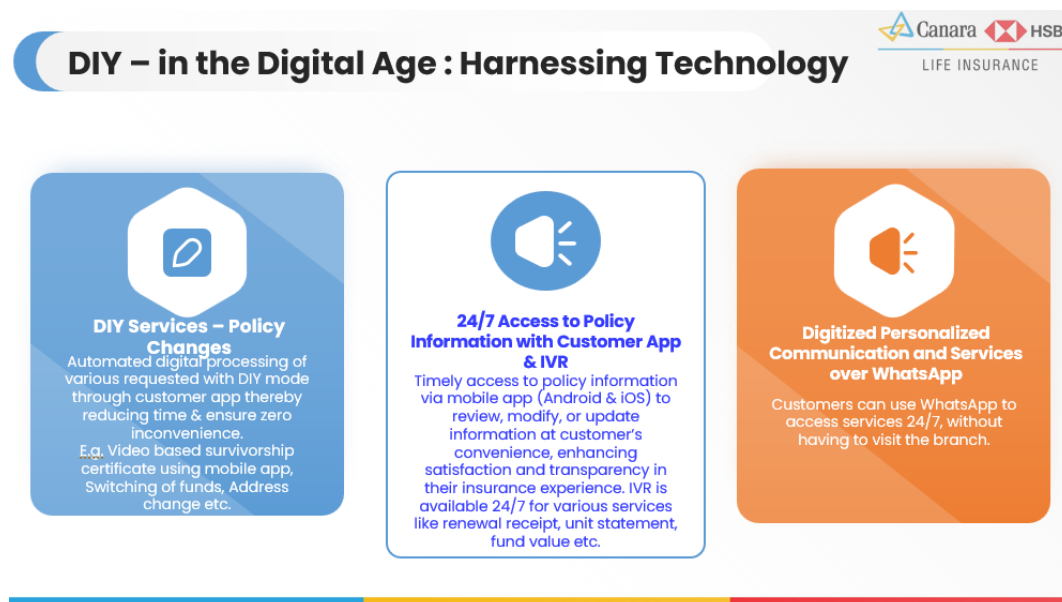 DIY – in the Digital Age : Harnessing Technology
Canara HSB
LIFE INSURANCE
DIY Services – Policy
Changes
Automated digital processing of
various requested with DIY mode
through customer app thereby
reducing time & ensure zero
inconvenience.
E.g. Video based survivorship
certificate using mobile app,
Switching of funds, Address
change etc.
24/7 Access to Policy
Information with Customer App
& IVR
Timely access to policy information
via mobile app (Android & iOS) to
review, modify, or update
information at customer’s
convenience, enhancing
satisfaction and transparency in
their insurance experience. IVR is
available 24/7 for various services
like renewal receipt, unit statement,
fund value etc.
Digitized Personalized
Communication and Services
over WhatsApp
Customers can use WhatsApp to
access services 24/7, without
having to visit the branch.